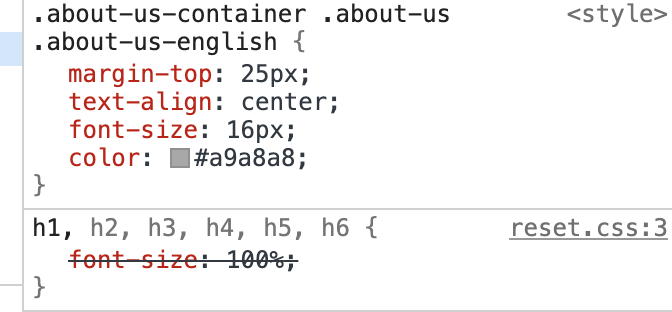 .about-us-container .about-us <style>
.about-us-english {
margin-top: 25px;
text-align: center;
font-size: 16px;
color: #a9a8a8;
}
h1, h2, h3, h4, h5, h6 { reset.css:3
font-size: 100%;
}